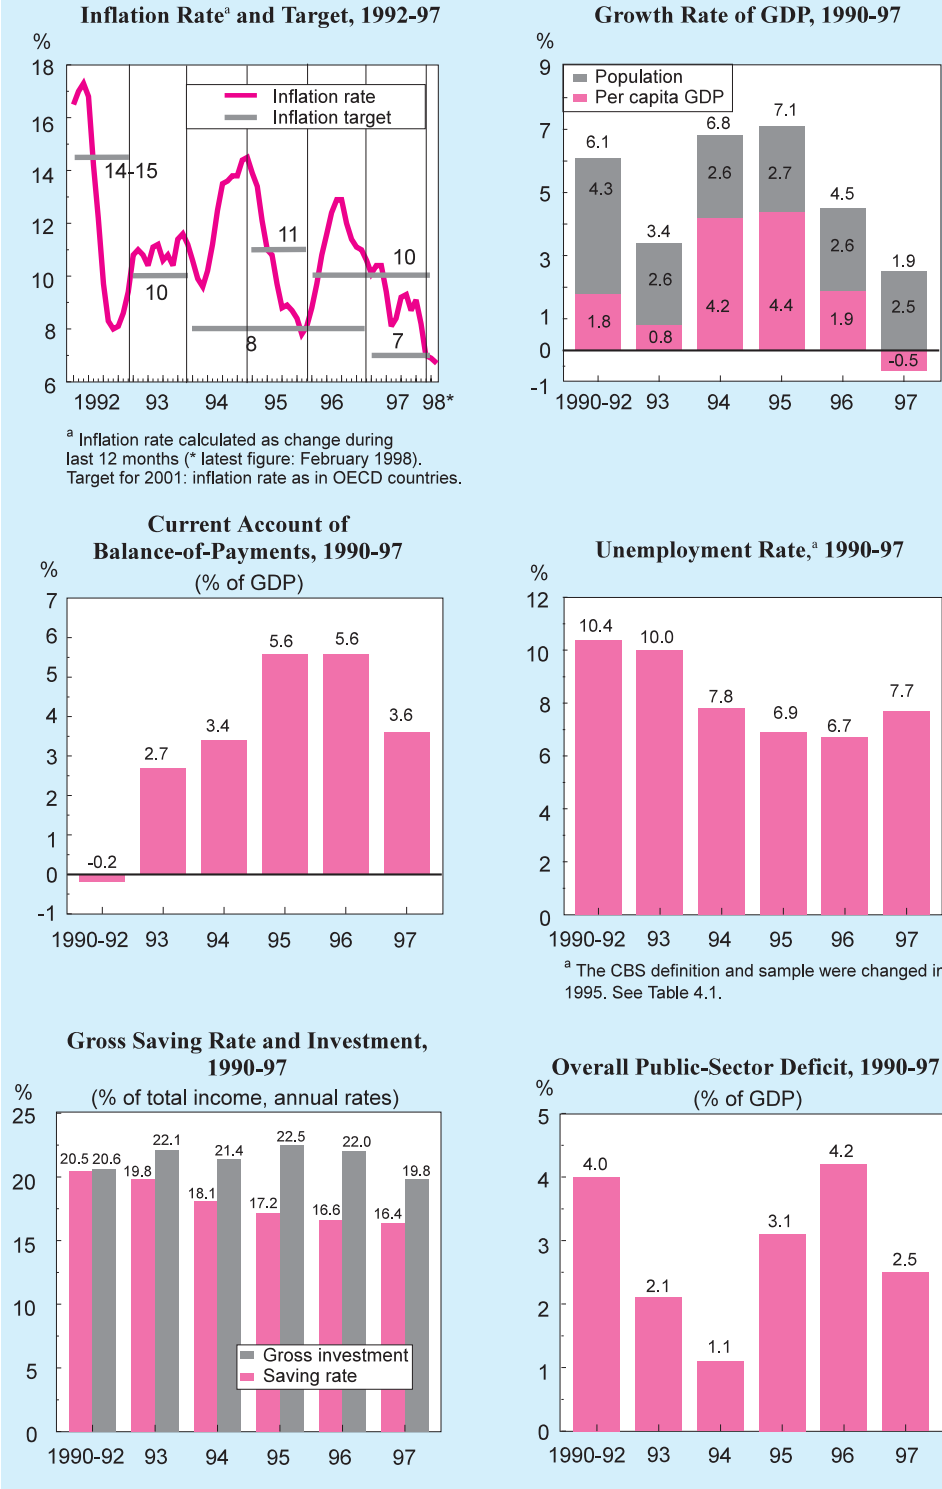 Inflation Rateᵃ and Target, 1992-97
%
18
16
14
12
10
8
6
Inflation rate
Inflation target
14-15
10
8
11
10
7
1992 93 94 95 96 97 98*
ᵃ Inflation rate calculated as change during
last 12 months (* latest figure: February 1998).
Target for 2001: inflation rate as in OECD countries.
Growth Rate of GDP, 1990-97
%
9
7
5
3
1
0
-1
Population
Per capita GDP
6.1 3.4 6.8 7.1 4.5 1.9
4.3 2.6 2.6 2.7 2.6 2.5
1.8 0.8 4.2 4.4 1.9 -0.5
1990-92 93 94 95 96 97
Current Account of
Balance-of-Payments, 1990-97
(% of GDP)
%
7
6
5
4
3
2
1
0
-1
-0.2 2.7 3.4 5.6 5.6 3.6
1990-92 93 94 95 96 97
Unemployment Rate,ᵃ 1990-97
%
12
10
8
6
4
2
0
10.4 10.0 7.8 6.9 6.7 7.7
1990-92 93 94 95 96 97
ᵃ The CBS definition and sample were changed in
1995. See Table 4.1.
Gross Saving Rate and Investment,
1990-97
(% of total income, annual rates)
%
25
20
15
10
5
0
20.5 20.6 19.8 22.1 18.1 21.4 17.2 22.5 16.6 22.0 16.4 19.8
Gross investment
Saving rate
1990-92 93 94 95 96 97
Overall Public-Sector Deficit, 1990-97
(% of GDP)
%
5
4
3
2
1
0
4.0 2.1 1.1 3.1 4.2 2.5
1990-92 93 94 95 96 97